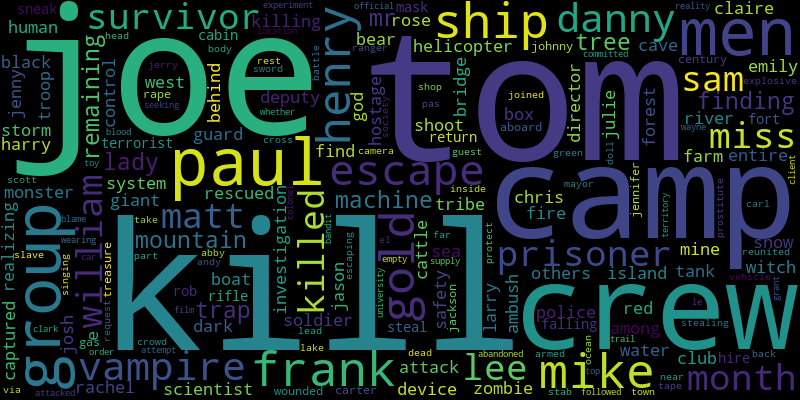 sneak
survivor
experiment
official
mask
reality
claire
human
joe
mr
rose
ship
danny
men
killing
location
cabin
bear
helicopter
johnny
tree
century
emily
black
jenny
troop
head
body
tom
ranger
cave
committed
explosive
west
control
behind
jerry
rest
sword
henry
god
shop
pas
joined
director
sam
finding
rape
deputy
seeking
battle
hostage
society
bridge
aboard
box
julie
forest
river
fort
storm
remaining
terrorist
guard
whether
shoot
return
guest
doll
green
wayne
miss
harry
blood
toy
cross
camera
find
farm
entire
scott
lady
paul
escape
inside
camp
jennifer
mayor
prostitute
client
monster
system
rescued
chris
territory
carl
giant
machine
tribe
fire
snow
group
blame
william
matt
killed
gold
cattle
prisoner
mine
reunited
realizing
wearing
take
mountain
investigation
colonel
bandit
el
far
sea
protect
others
island
tank
witch
captured
slave
singing
car
part
abby
andy
boat
jason
escaping
empty
supply
safety
vehicle
le
grant
josh
treasure
request
kill
rob
trap
rifle
university
larry
ambush
crew
police
red
stealing
clark
gas
film
dark
soldier
steal
jackson
falling
among
trail
via
order
crowd
lead
water
club
hire
back
attempt
lake
dead
abandoned
armed
ocean
near
month
attacked
vampire
frank
attack
lee
zombie
mike
top
tape
rachel
scientist
wounded
carter
device
stab
followed
town